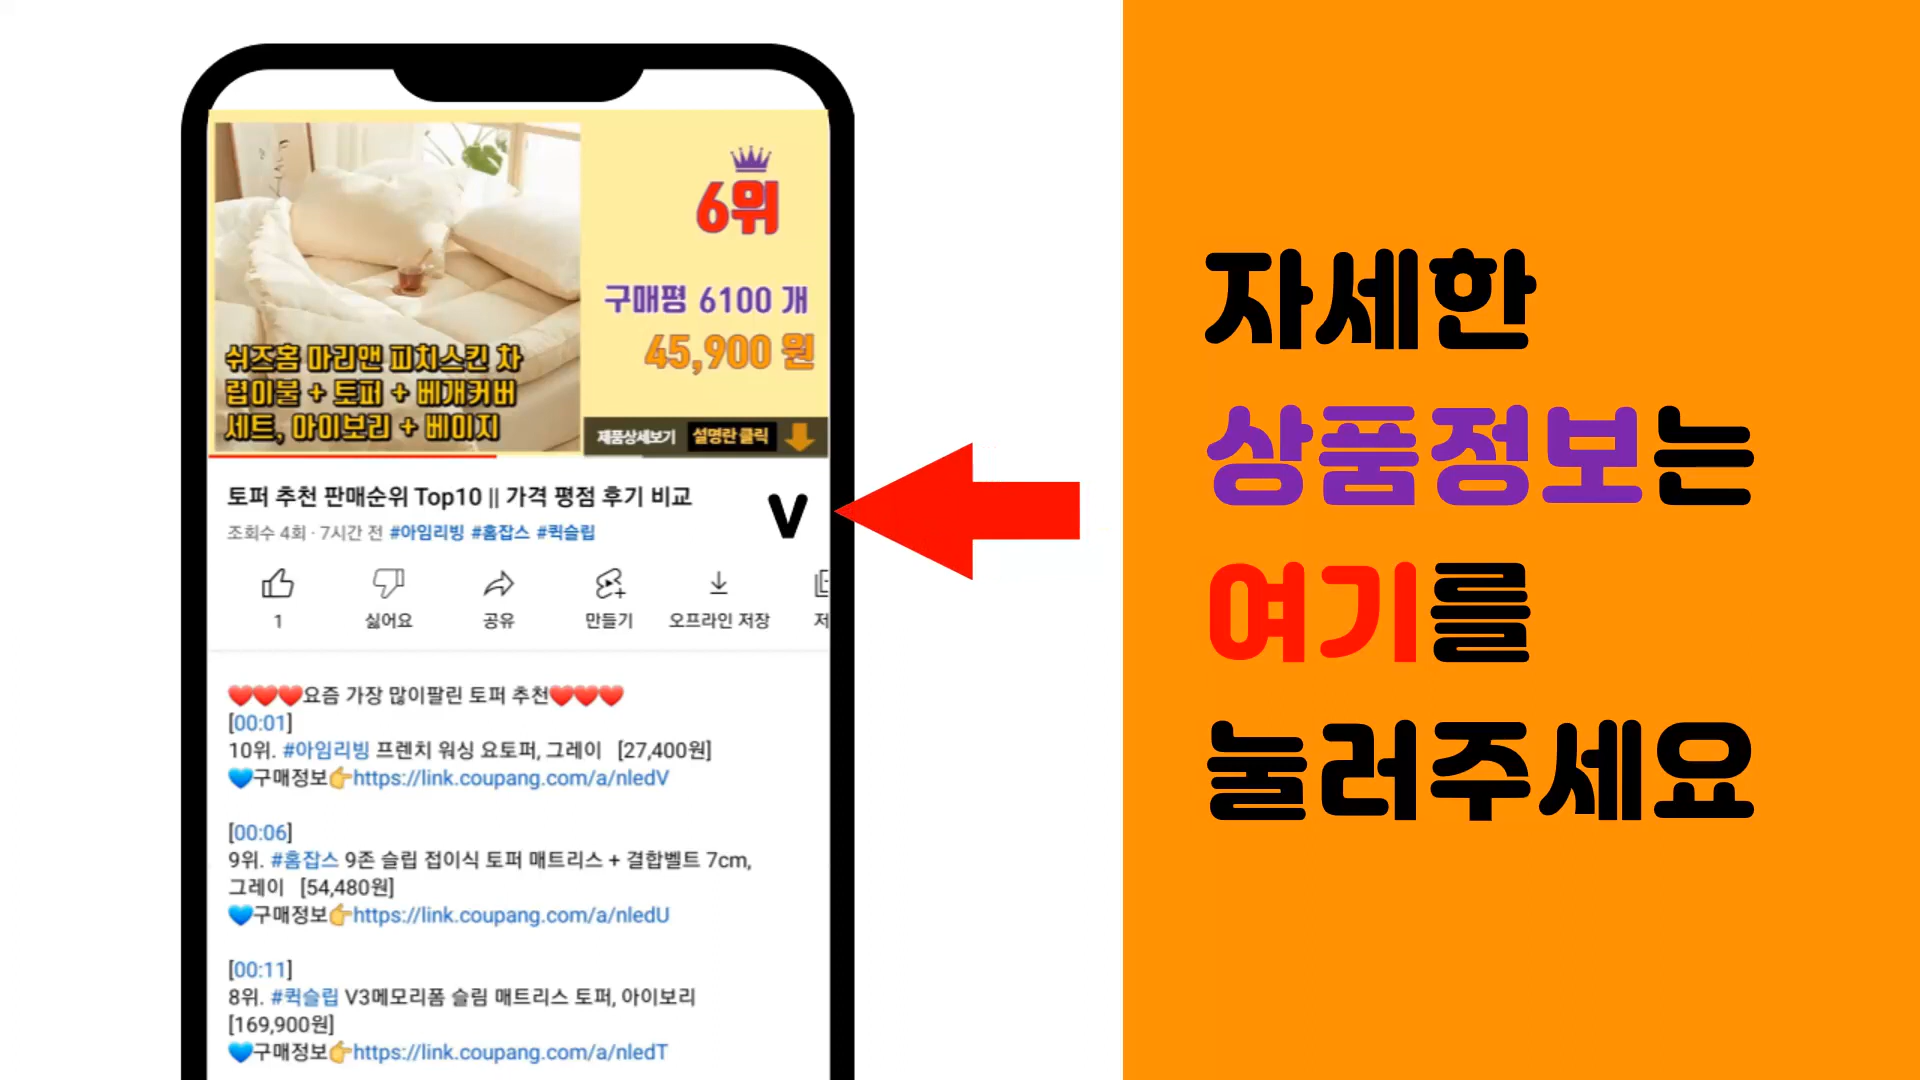 6위
구매평 6100 개
45,900 원
쉬즈홈 마리앤 피치스킨 차
렵이불 + 토퍼 + 베개커버
세트, 아이보리 + 베이지
제품상세보기 설명란 클릭
토퍼 추천 판매순위 Top10 || 가격 평점 후기 비교
V
조회수 4회 · 7시간 전 #아임리빙 #홈잡스 #퀵슬립
1 싫어요 공유 만들기 오프라인 저장 저
❤️❤️❤️요즘 가장 많이팔린 토퍼 추천❤️❤️❤️
[00:01]
10위. #아임리빙 프렌치 워싱 요토퍼, 그레이 [27,400원]
💙구매정보👉https://link.coupang.com/a/nledV
[00:06]
9위. #홈잡스 9존 슬립 접이식 토퍼 매트리스 + 결합벨트 7cm,
그레이 [54,480원]
💙구매정보👉https://link.coupang.com/a/nledU
[00:11]
8위. #퀵슬립 V3메모리폼 슬림 매트리스 토퍼, 아이보리
[169,900원]
💙구매정보👉https://link.coupang.com/a/nledT
자세한
상품정보는
여기를
눌러주세요